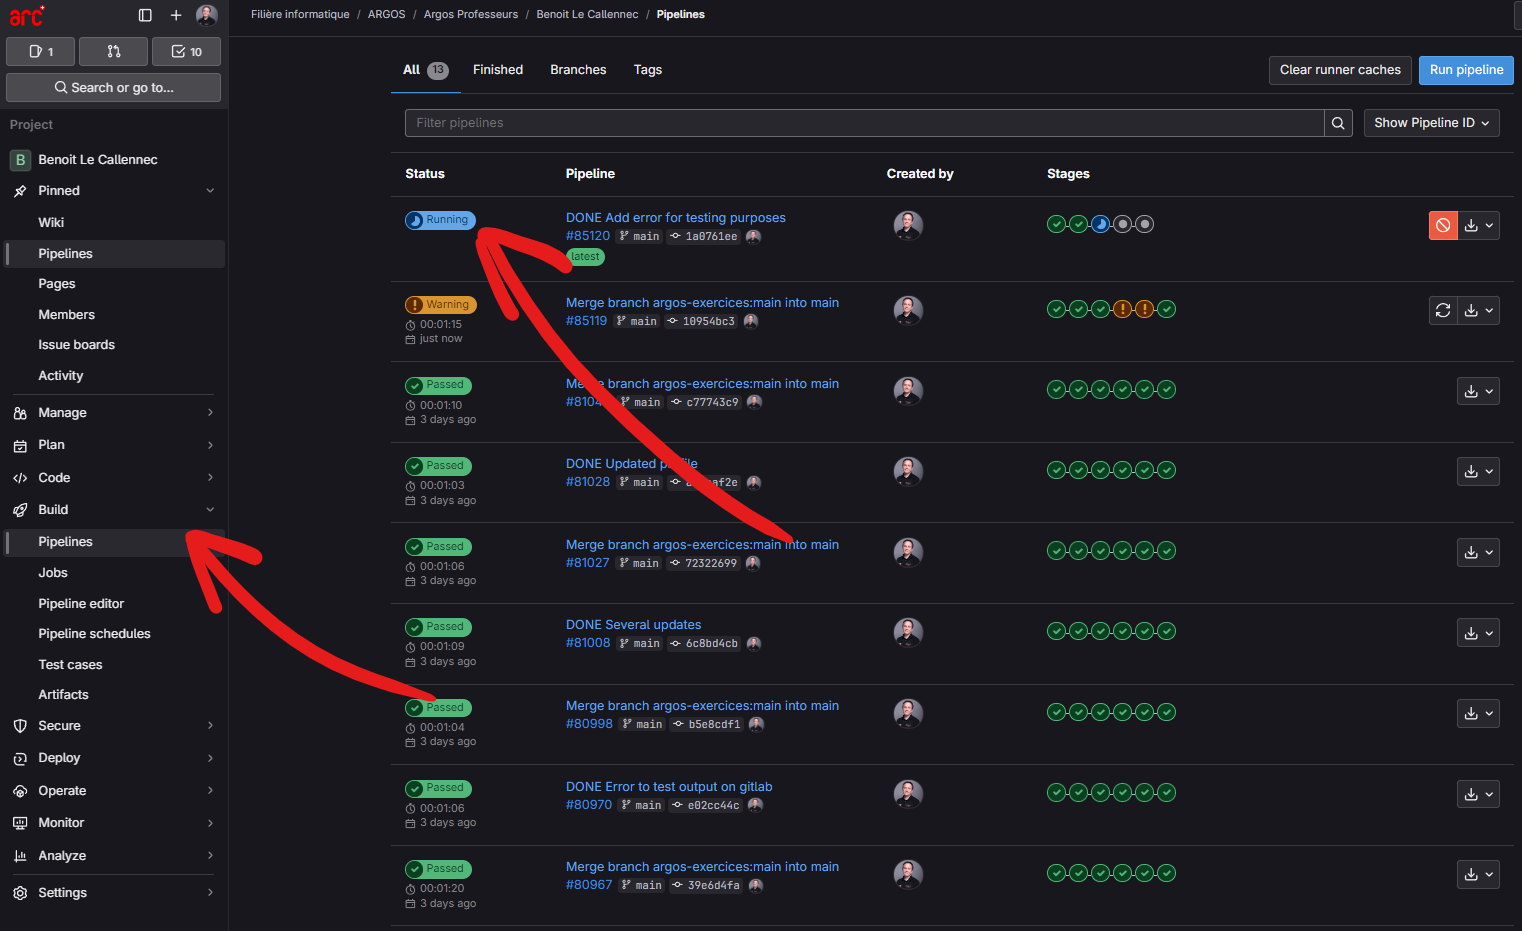 arc
Filière informatique / ARGOS / Argos Professeurs / Benoit Le Callennec / Pipelines
1
10
Search or go to...
Project
B Benoit Le Callennec
Pinned
Wiki
Pipelines
Pages
Members
Issue boards
Activity
Manage
Plan
Code
Build
Pipelines
Jobs
Pipeline editor
Pipeline schedules
Test cases
Artifacts
Secure
Deploy
Operate
Monitor
Analyze
Settings
All 13 Finished Branches Tags
Clear runner caches Run pipeline
Filter pipelines
Show Pipeline ID
Status Pipeline Created by Stages
Running
DONE Add error for testing purposes
#85120 main 1a0761ee
latest
Warning
00:01:15
just now
Merge branch argos-exercices:main into main
#85119 main 10954bc3
Passed
00:01:10
3 days ago
Merge branch argos-exercices:main into main
main c77743c9
Passed
00:01:03
3 days ago
DONE Updated
#81028 main
Passed
00:01:06
3 days ago
Merge branch argos-exercices:main into main
#81027 main 72322699
Passed
00:01:09
3 days ago
DONE Several updates
#81008 main 6c8bd4cb
Passed
00:01:04
3 days ago
Merge branch argos-exercices:main into main
#80998 main b5e8cdf1
Passed
00:01:06
3 days ago
DONE Error to test output on gitlab
#80970 main e02cc44c
Passed
00:01:20
3 days ago
Merge branch argos-exercices:main into main
#80967 main 39e6d4fa